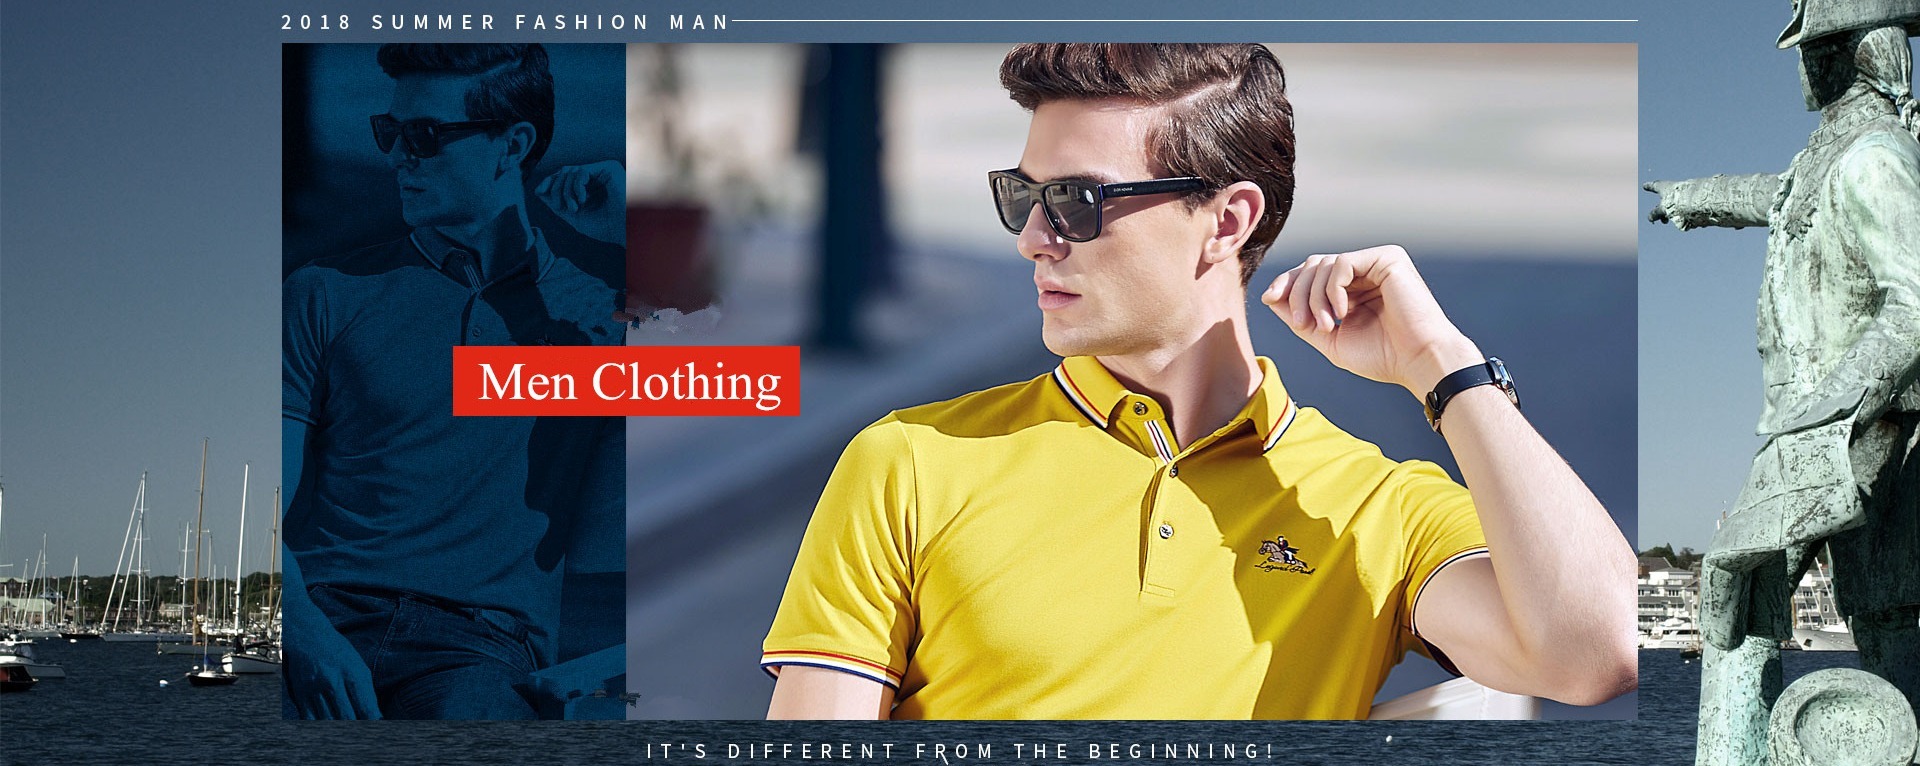 2018 SUMMER FASHION MAN
Men Clothing
IT'S DIFFERENT FROM THE BEGINNING!